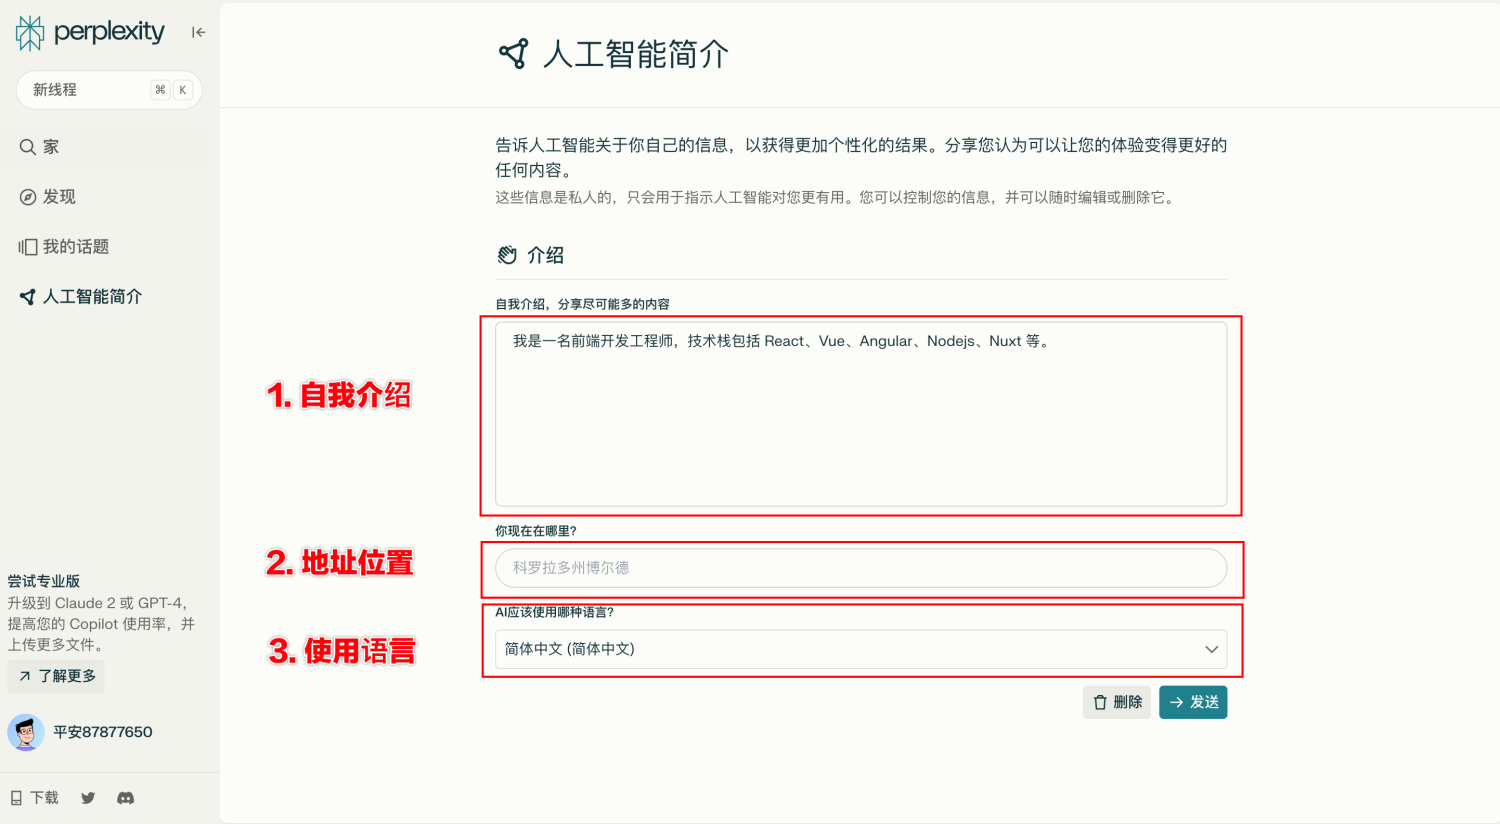 perplexity
新线程
⌘ K
家
发现
我的话题
人工智能简介
尝试专业版
升级到 Claude 2 或 GPT-4，
提高您的 Copilot 使用率，并
上传更多文件。
了解更多
平安87877650
下载
人工智能简介
告诉人工智能关于你自己的信息，以获得更加个性化的结果。分享您认为可以让您的体验变得更好的
任何内容。
这些信息是私人的，只会用于指示人工智能对您更有用。您可以控制您的信息，并可以随时编辑或删除它。
介绍
自我介绍，分享尽可能多的内容
我是一名前端开发工程师，技术栈包括 React、Vue、Angular、Nodejs、Nuxt 等。
1. 自我介绍
你现在在哪里?
2. 地址位置
科罗拉多州博尔德
AI应该使用哪种语言?
3. 使用语言
简体中文 (简体中文)
删除
发送